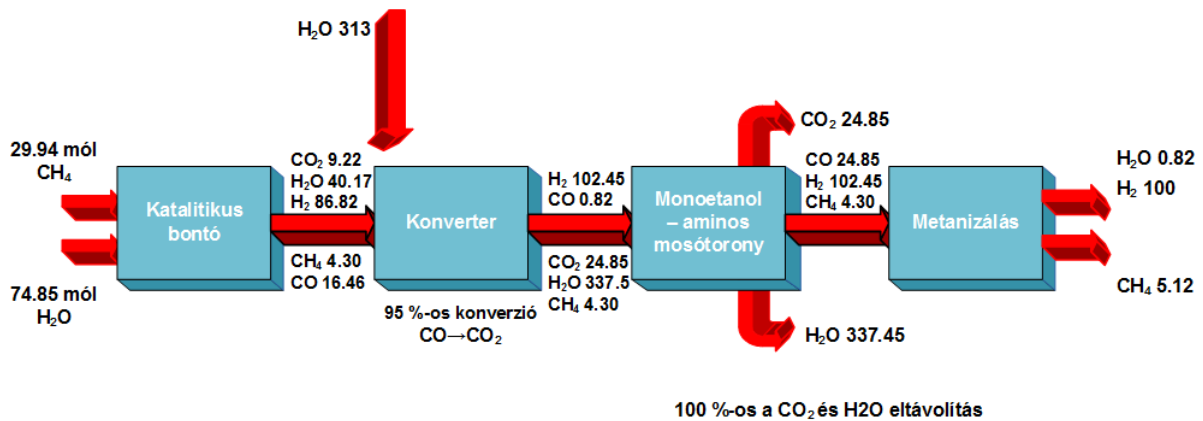 H₂O 313
29.94 mól
CH₄
74.85 mól
H₂O
Katalitikus
bontó
CO₂ 9.22
H₂O 40.17
H₂ 86.82
CH₄ 4.30
CO 16.46
Konverter
95 %-os konverzió
CO→CO₂
H₂ 102.45
CO 0.82
CO₂ 24.85
H₂O 337.5
CH₄ 4.30
Monoetanol
– aminos
mosótorony
CO₂ 24.85
H₂O 337.45
CO 24.85
H₂ 102.45
CH₄ 4.30
Metanizálás
H₂O 0.82
H₂ 100
CH₄ 5.12
100 %-os a CO₂ és H2O eltávolítás